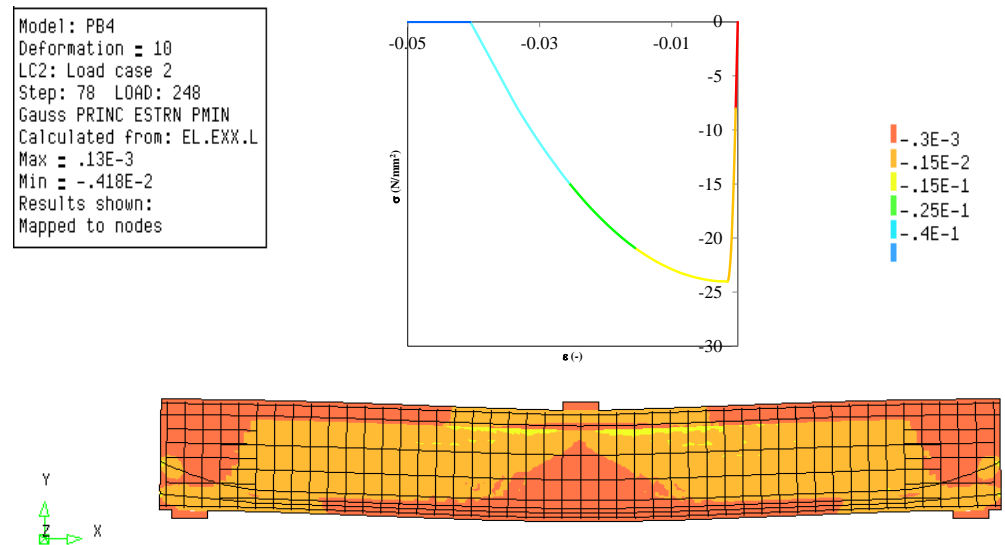 Model: PB4
Deformation = 10
LC2: Load case 2
Step: 78 LOAD: 248
Gauss PRINC ESTRN PMIN
Calculated from: EL.EXX.L
Max = .13E-3
Min = -.418E-2
Results shown:
Mapped to nodes
0
-0.05 -0.03 -0.01
-5
-10
-15
-20
-25
-30
σ (N/mm²)
ε (-)
-.3E-3
-.15E-2
-.15E-1
-.25E-1
-.4E-1
Y
Z X